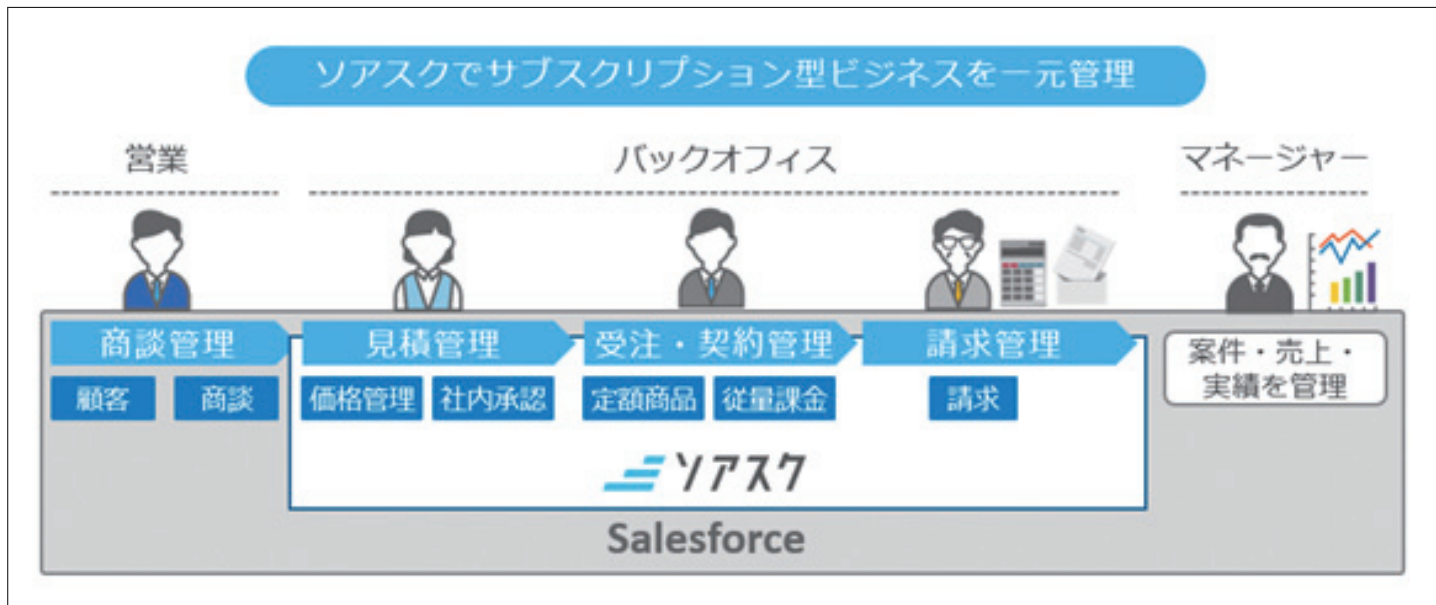 ソアスクでサブスクリプション型ビジネスを一元管理
営業
バックオフィス
マネージャー
商談管理
見積管理
受注・契約管理
請求管理
案件・売上・
実績を管理
顧客
商談
価格管理
社内承認
定額商品
従量課金
請求
ソアスク
Salesforce